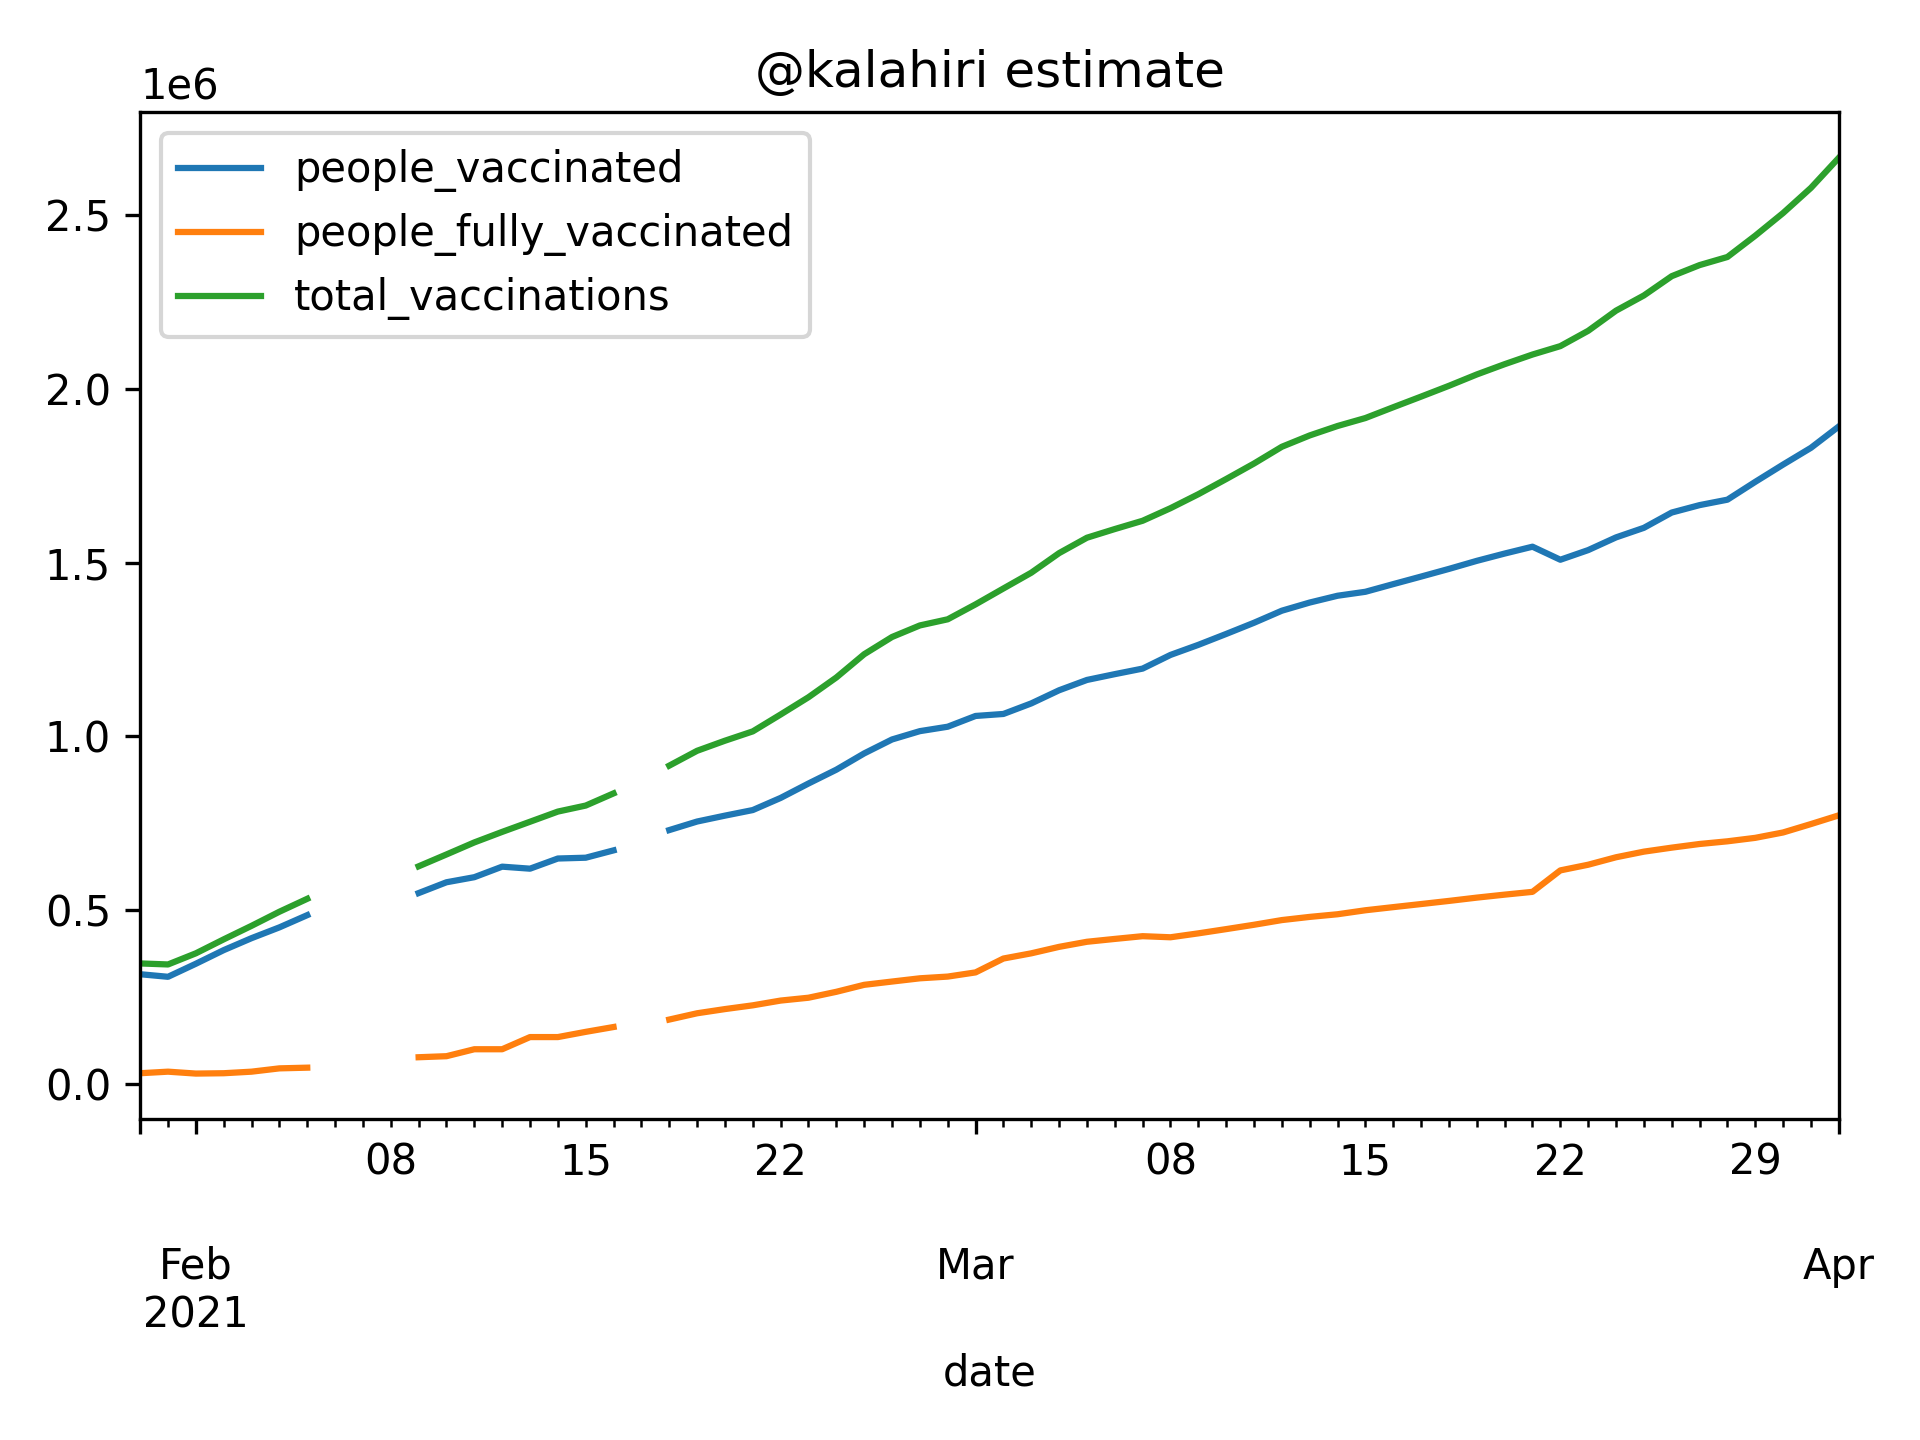 @kalahiri estimate
1e6
people_vaccinated
people_fully_vaccinated
total_vaccinations
2.5
2.0
1.5
1.0
0.5
0.0
08 15 22 08 15 22 29
Feb Mar Apr
2021
date